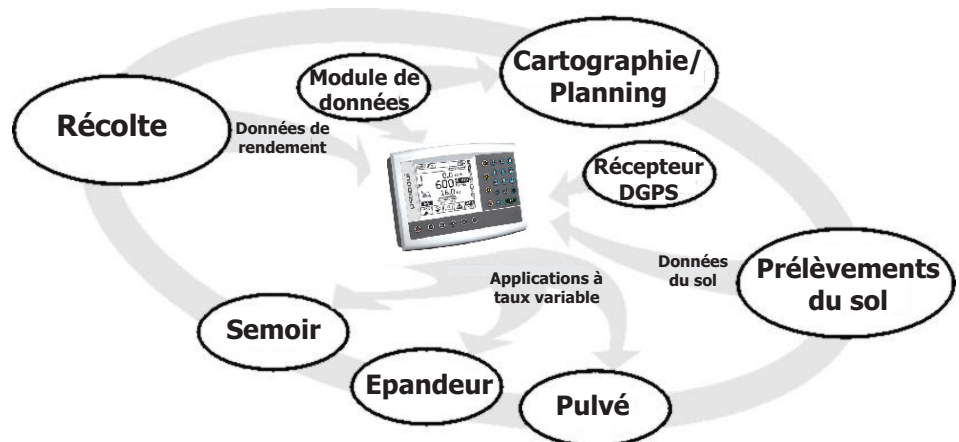 Cartographie/
Planning
Module de
données
Récolte
Données de
rendement
Récepteur
DGPS
600
Données
du sol
Prélèvements
du sol
Applications à
taux variable
Semoir
Epandeur
Pulvé